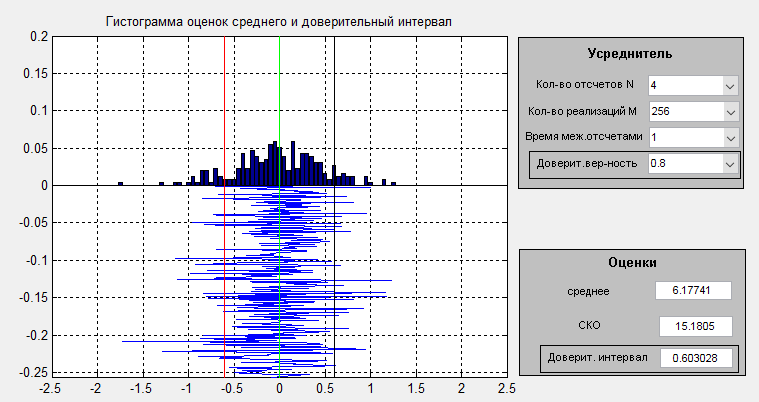 Гистограмма оценок среднего и доверительный интервал
0.2
0.15
0.1
0.05
0
-0.05
-0.1
-0.15
-0.2
-0.25
-2.5 -2 -1.5 -1 -0.5 0 0.5 1 1.5 2 2.5
Усреднитель
Кол-во отсчетов N 4
Кол-во реализаций M 256
Время меж.отсчетами 1
Доверит.вер-ность 0.8
Оценки
среднее 6.17741
СКО 15.1805
Доверит. интервал 0.603028